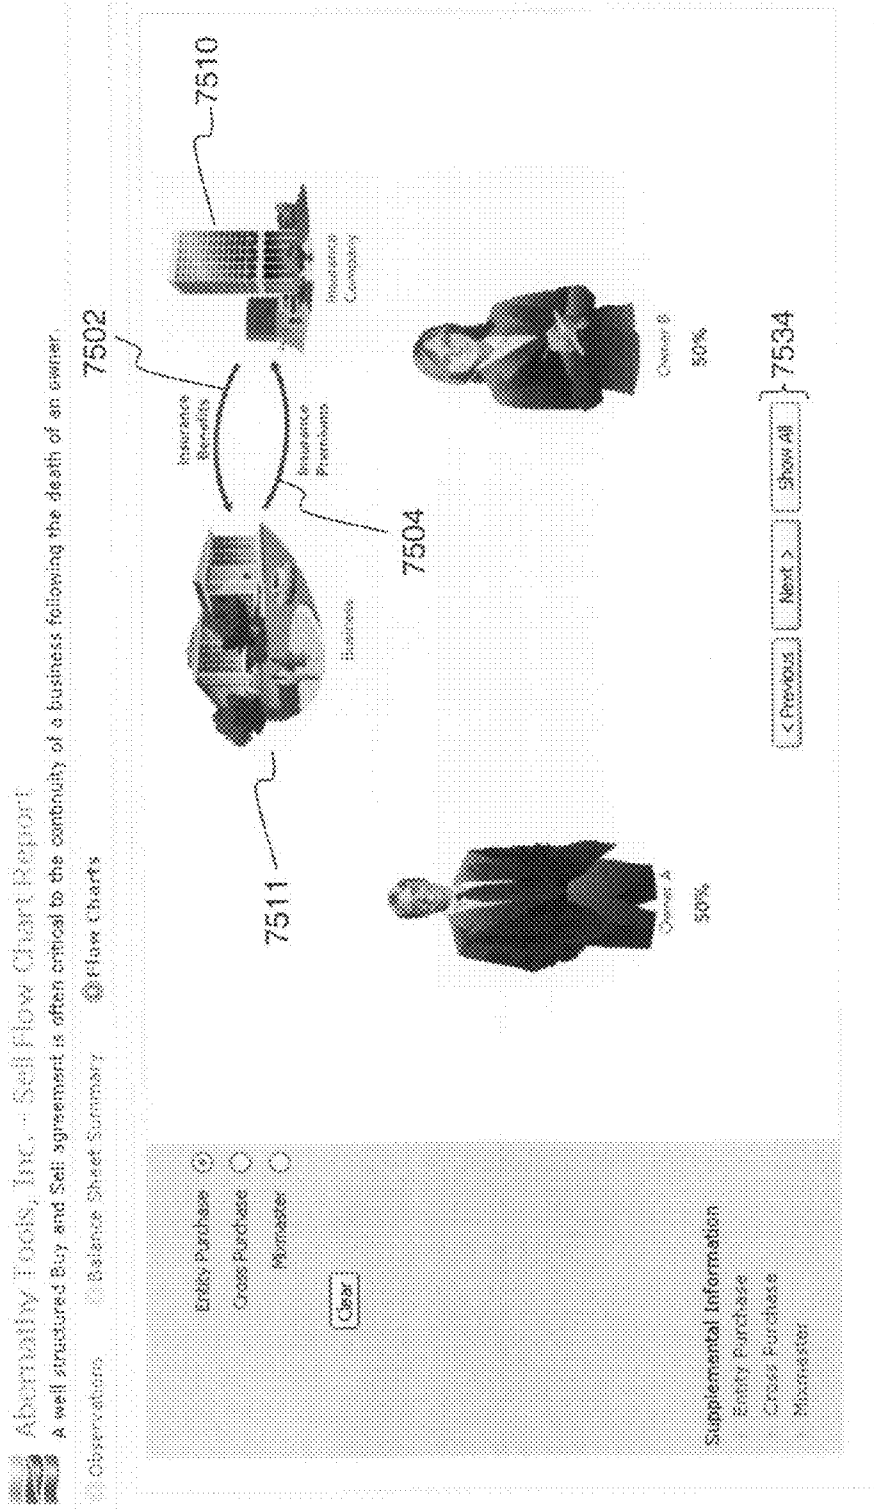 Abernathy Tools, Inc. - Sell Flow Chart Report
A well structured Buy and Sell agreement is often critical to the continuity of a business following the death of an owner.
Observations
Balance Sheet Summary
Flow Charts
Entity Purchase
Cross Purchase
Mixmaster
Clear
Supplemental Information
Entity Purchase
Cross Purchase
Mixmaster
7502
7510
Insurance
Benefits
Insurance
Premiums
Insurance
Company
7504
Business
7511
Owner A
50%
Owner B
50%
< Previous
Next >
Show All
7534